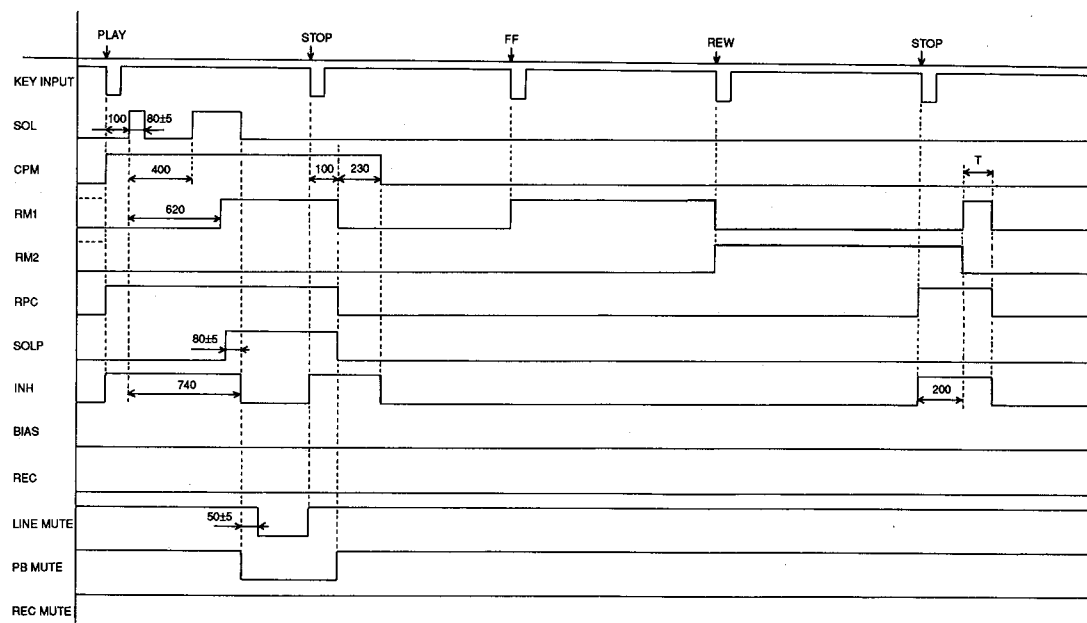 PLAY STOP FF REW STOP
KEY INPUT
SOL 100 80±5
CPM 400 100 230 T
RM1 620
RM2
RPC
SOLP 80±5
INH 740 200
BIAS
REC
LINE MUTE 50±5
PB MUTE
REC MUTE